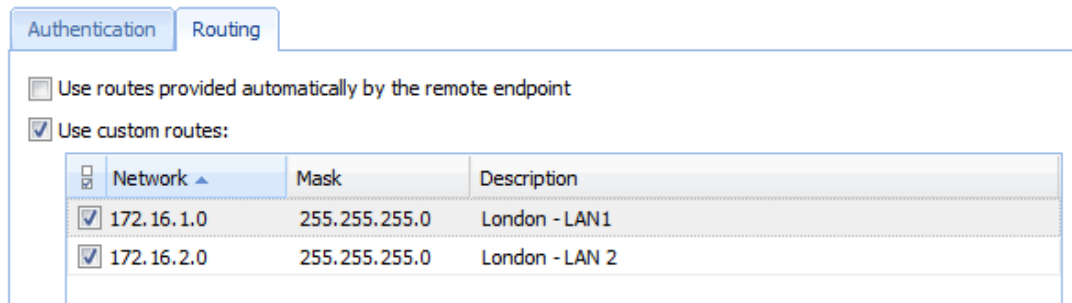 Authentication Routing
Use routes provided automatically by the remote endpoint
Use custom routes:
Network Mask Description
172.16.1.0 255.255.255.0 London - LAN1
172.16.2.0 255.255.255.0 London - LAN 2